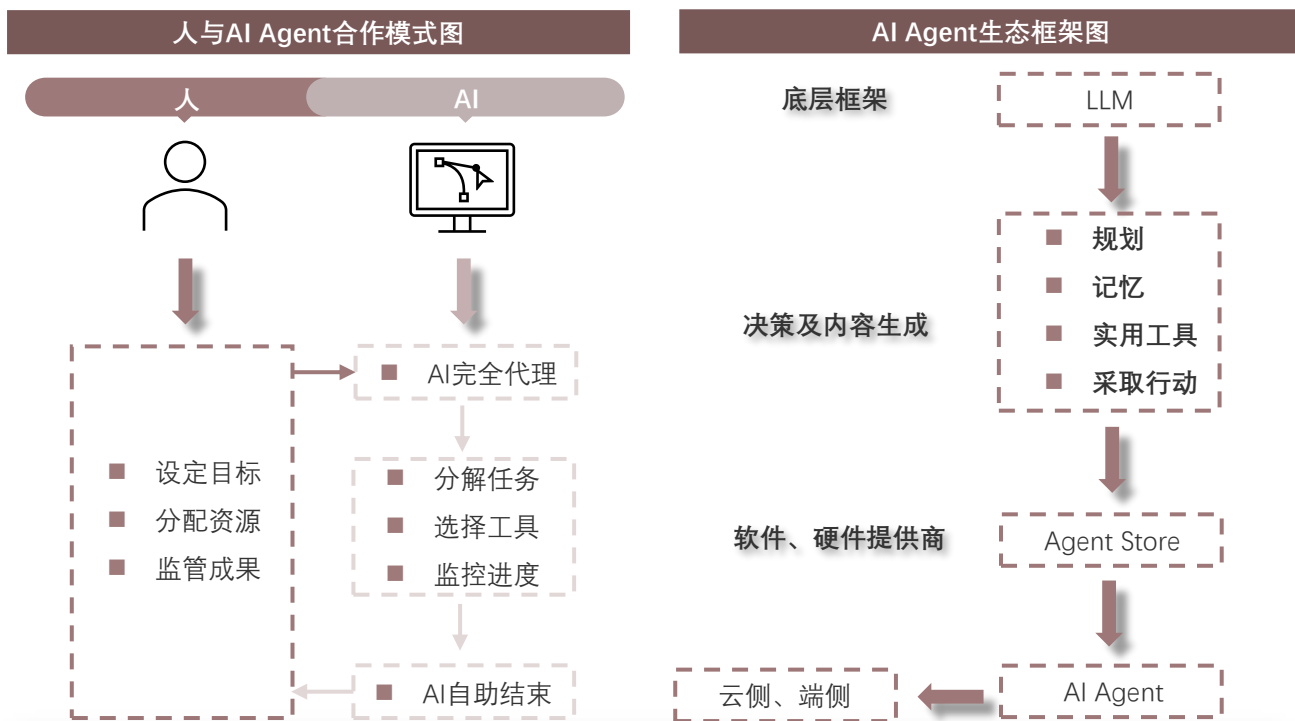 人与AI Agent合作模式图
人
AI
设定目标
分配资源
监管成果
AI完全代理
分解任务
选择工具
监控进度
AI自助结束
AI Agent生态框架图
底层框架
LLM
决策及内容生成
规划
记忆
实用工具
采取行动
软件、硬件提供商
Agent Store
云侧、端侧
AI Agent